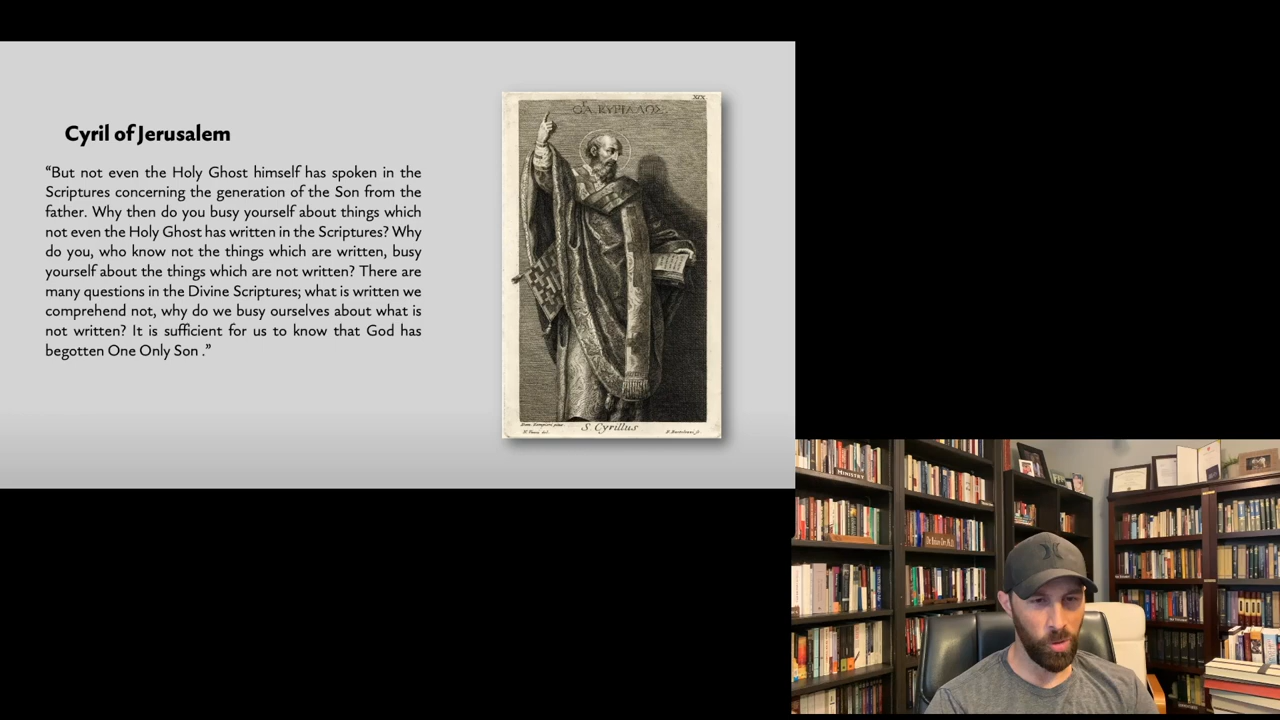 Cyril of Jerusalem
“But not even the Holy Ghost himself has spoken in the
Scriptures concerning the generation of the Son from the
father. Why then do you busy yourself about things which
not even the Holy Ghost has written in the Scriptures? Why
do you, who know not the things which are written, busy
yourself about the things which are not written? There are
many questions in the Divine Scriptures; what is written we
comprehend not, why do we busy ourselves about what is
not written? It is sufficient for us to know that God has
begotten One Only Son .”
XIX
S Cyrillus
MINISTRY